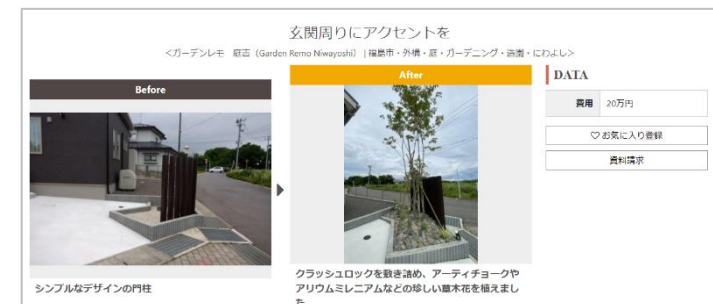 玄関周りにアクセントを
<ガーデンレモ　庭吉（Garden Remo Niwayoshi）｜福島市・外構・庭・ガーデニング・造園・にわよし>
Before
After
DATA
費用
20万円
♡お気に入り登録
資料請求
シンプルなデザインの門柱
クラッシュロックを敷き詰め、アーティチョークや
アリウムミレニアムなどの珍しい草木花を植えまし
た